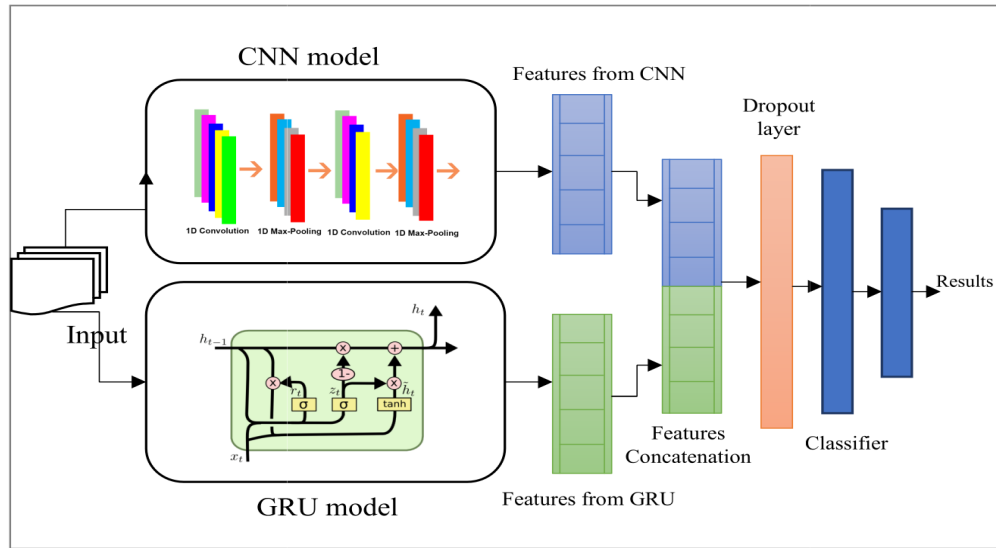 CNN model
1D Convolution
1D Max-Pooling
1D Convolution
1D Max-Pooling
Features from CNN
Dropout
layer
Input
h_{t-1}
h_t
x
+
1-
x
r_t
z_t
x
h̃_t
σ
σ
tanh
x_t
GRU model
Features from GRU
Features
Concatenation
Classifier
Results